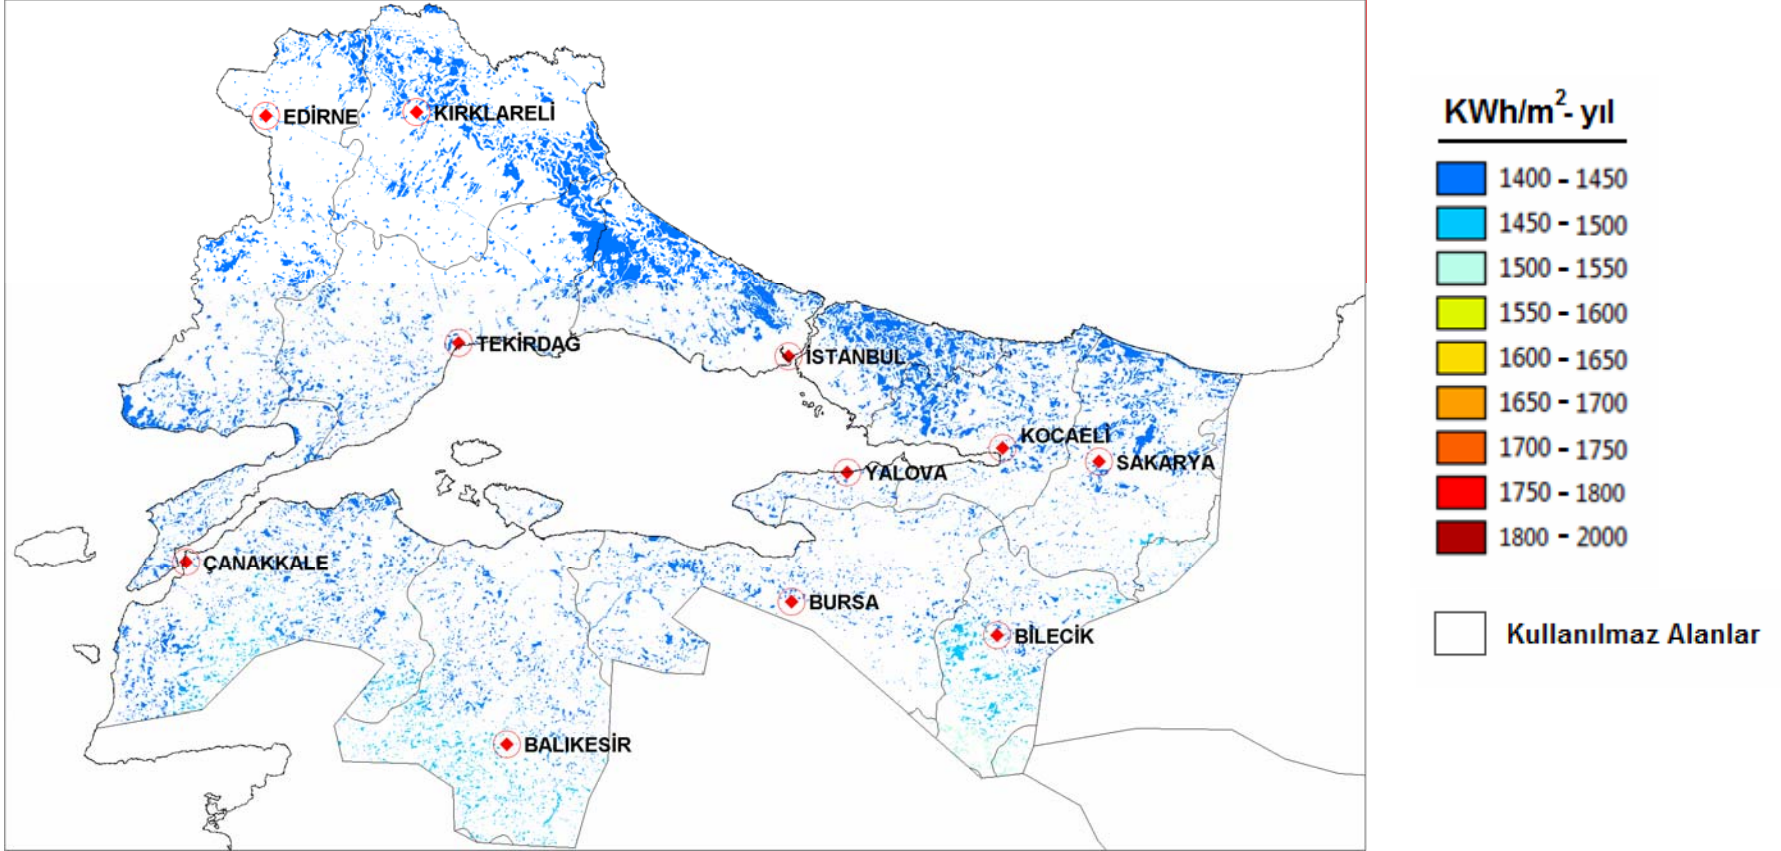 EDİRNE
KIRKLARELİ
TEKİRDAĞ
İSTANBUL
KOCAELİ
SAKARYA
YALOVA
ÇANAKKALE
BURSA
BİLECİK
BALIKESİR
KWh/m²- yıl
1400 - 1450
1450 - 1500
1500 - 1550
1550 - 1600
1600 - 1650
1650 - 1700
1700 - 1750
1750 - 1800
1800 - 2000
Kullanılmaz Alanlar